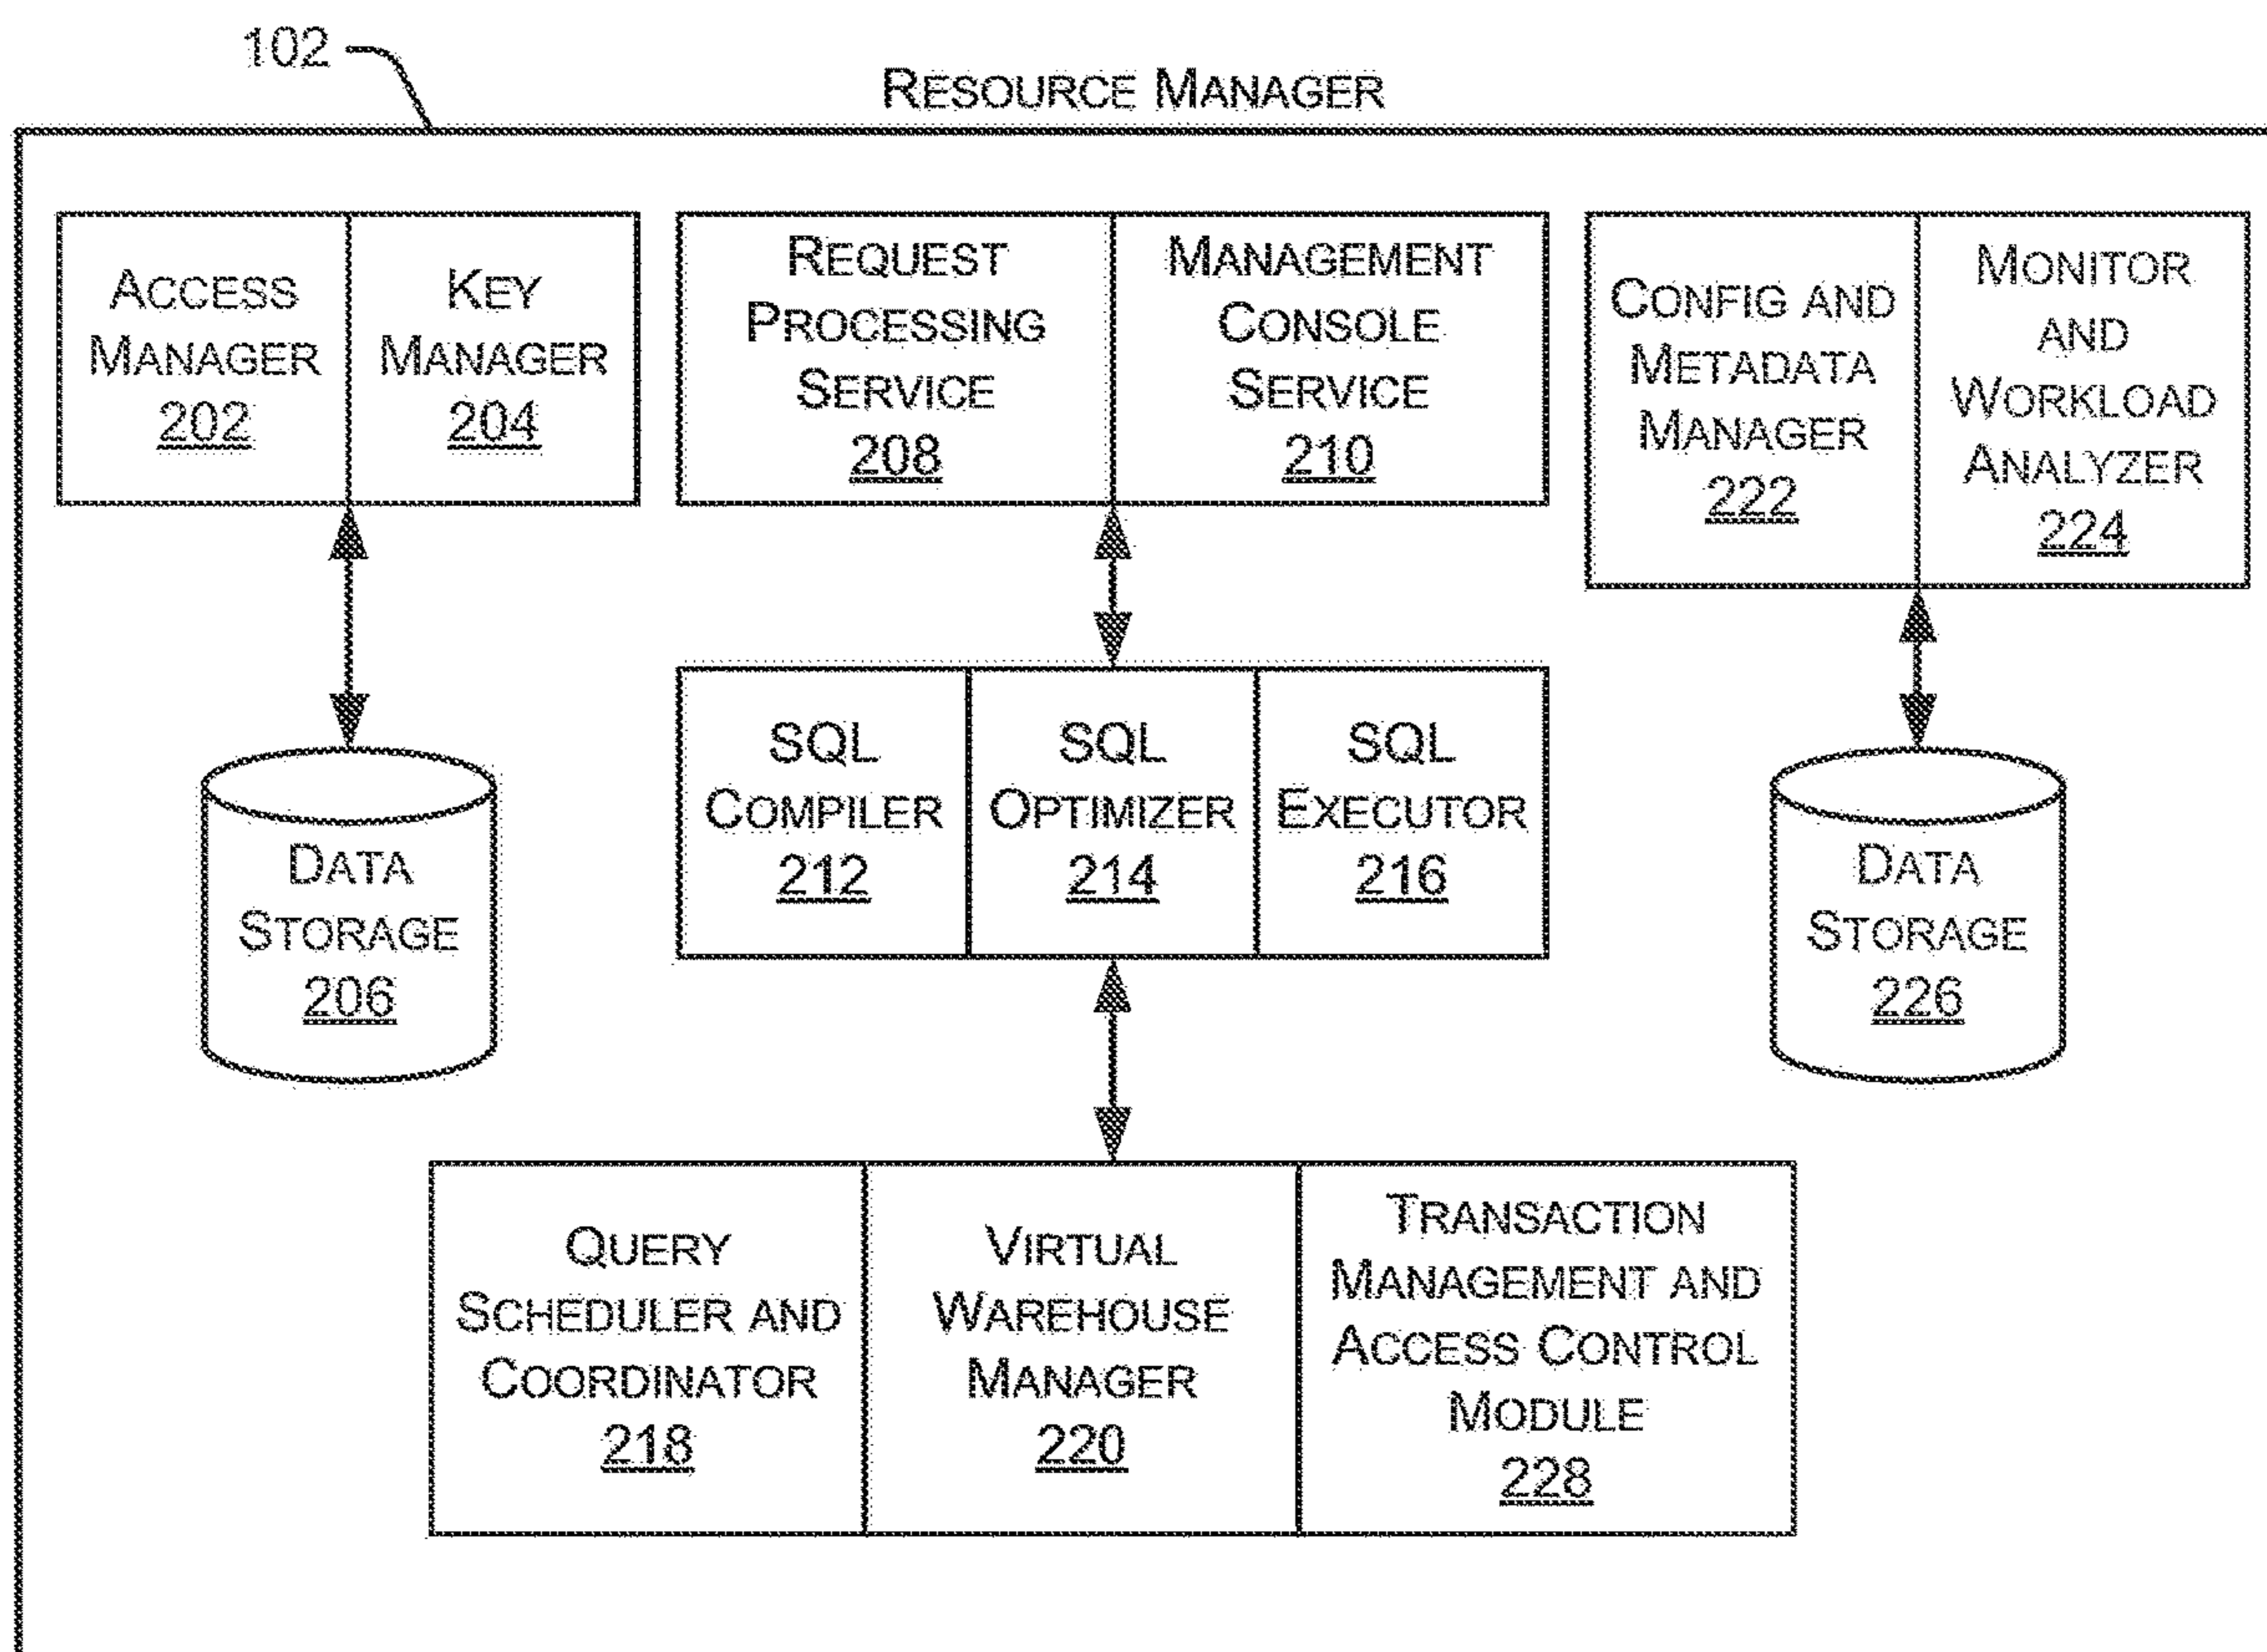 102
RESOURCE MANAGER
ACCESS
MANAGER
202
KEY
MANAGER
204
REQUEST
PROCESSING
SERVICE
208
MANAGEMENT
CONSOLE
SERVICE
210
CONFIG AND
METADATA
MANAGER
222
MONITOR
AND
WORKLOAD
ANALYZER
224
DATA
STORAGE
206
SQL
COMPILER
212
SQL
OPTIMIZER
214
SQL
EXECUTOR
216
DATA
STORAGE
226
QUERY
SCHEDULER AND
COORDINATOR
218
VIRTUAL
WAREHOUSE
MANAGER
220
TRANSACTION
MANAGEMENT AND
ACCESS CONTROL
MODULE
228